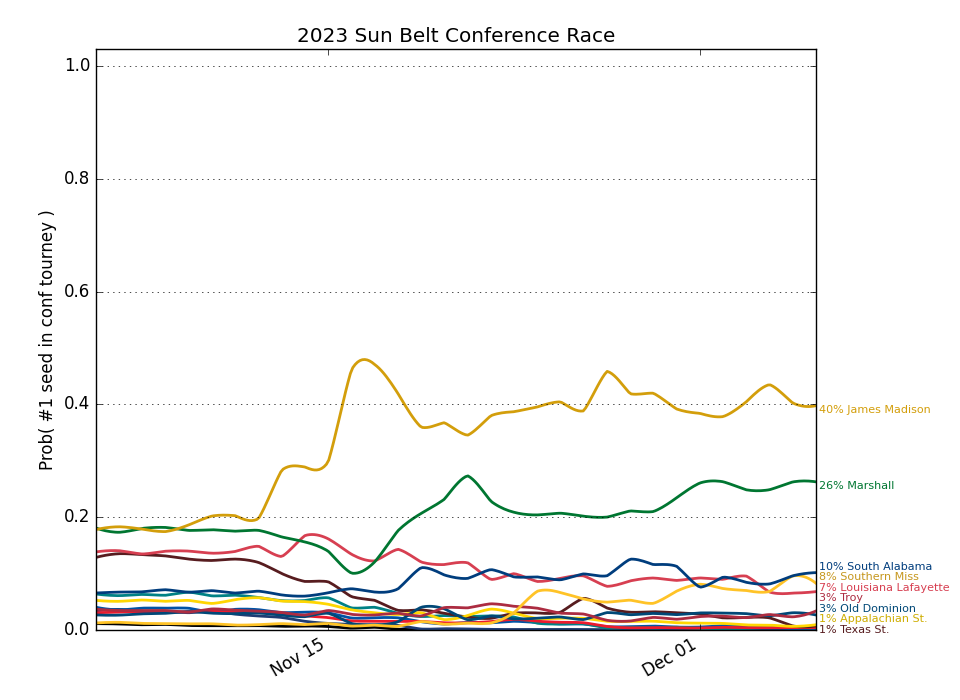 2023 Sun Belt Conference Race
Prob( #1 seed in conf tourney )
1.0
0.8
0.6
0.4
0.2
0.0
Nov 15
Dec 01
40% James Madison
26% Marshall
10% South Alabama
8% Southern Miss
7% Louisiana Lafayette
3% Troy
3% Old Dominion
1% Appalachian St.
1% Texas St.